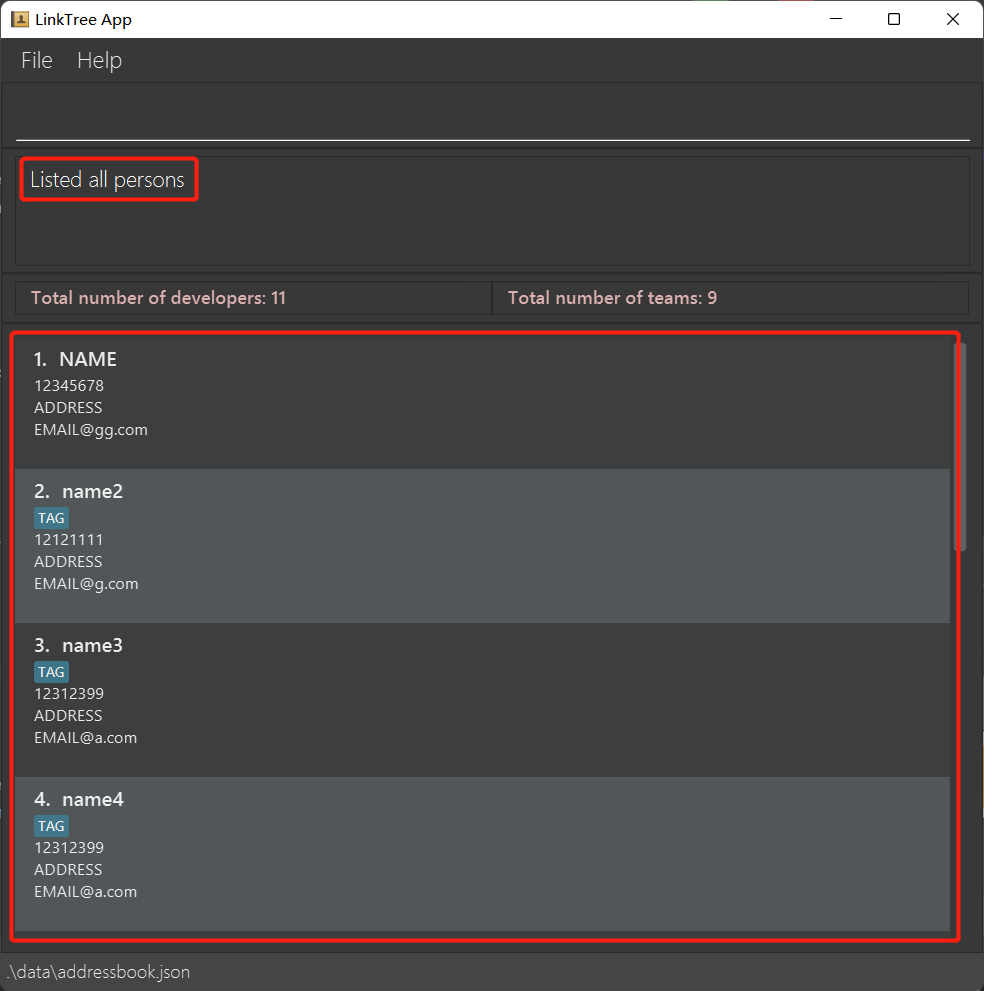 LinkTree App
File Help
Listed all persons
Total number of developers: 11
Total number of teams: 9
1. NAME
12345678
ADDRESS
EMAIL@gg.com
2. name2
TAG
12121111
ADDRESS
EMAIL@g.com
3. name3
TAG
12312399
ADDRESS
EMAIL@a.com
4. name4
TAG
12312399
ADDRESS
EMAIL@a.com
.\data\addressbook.json